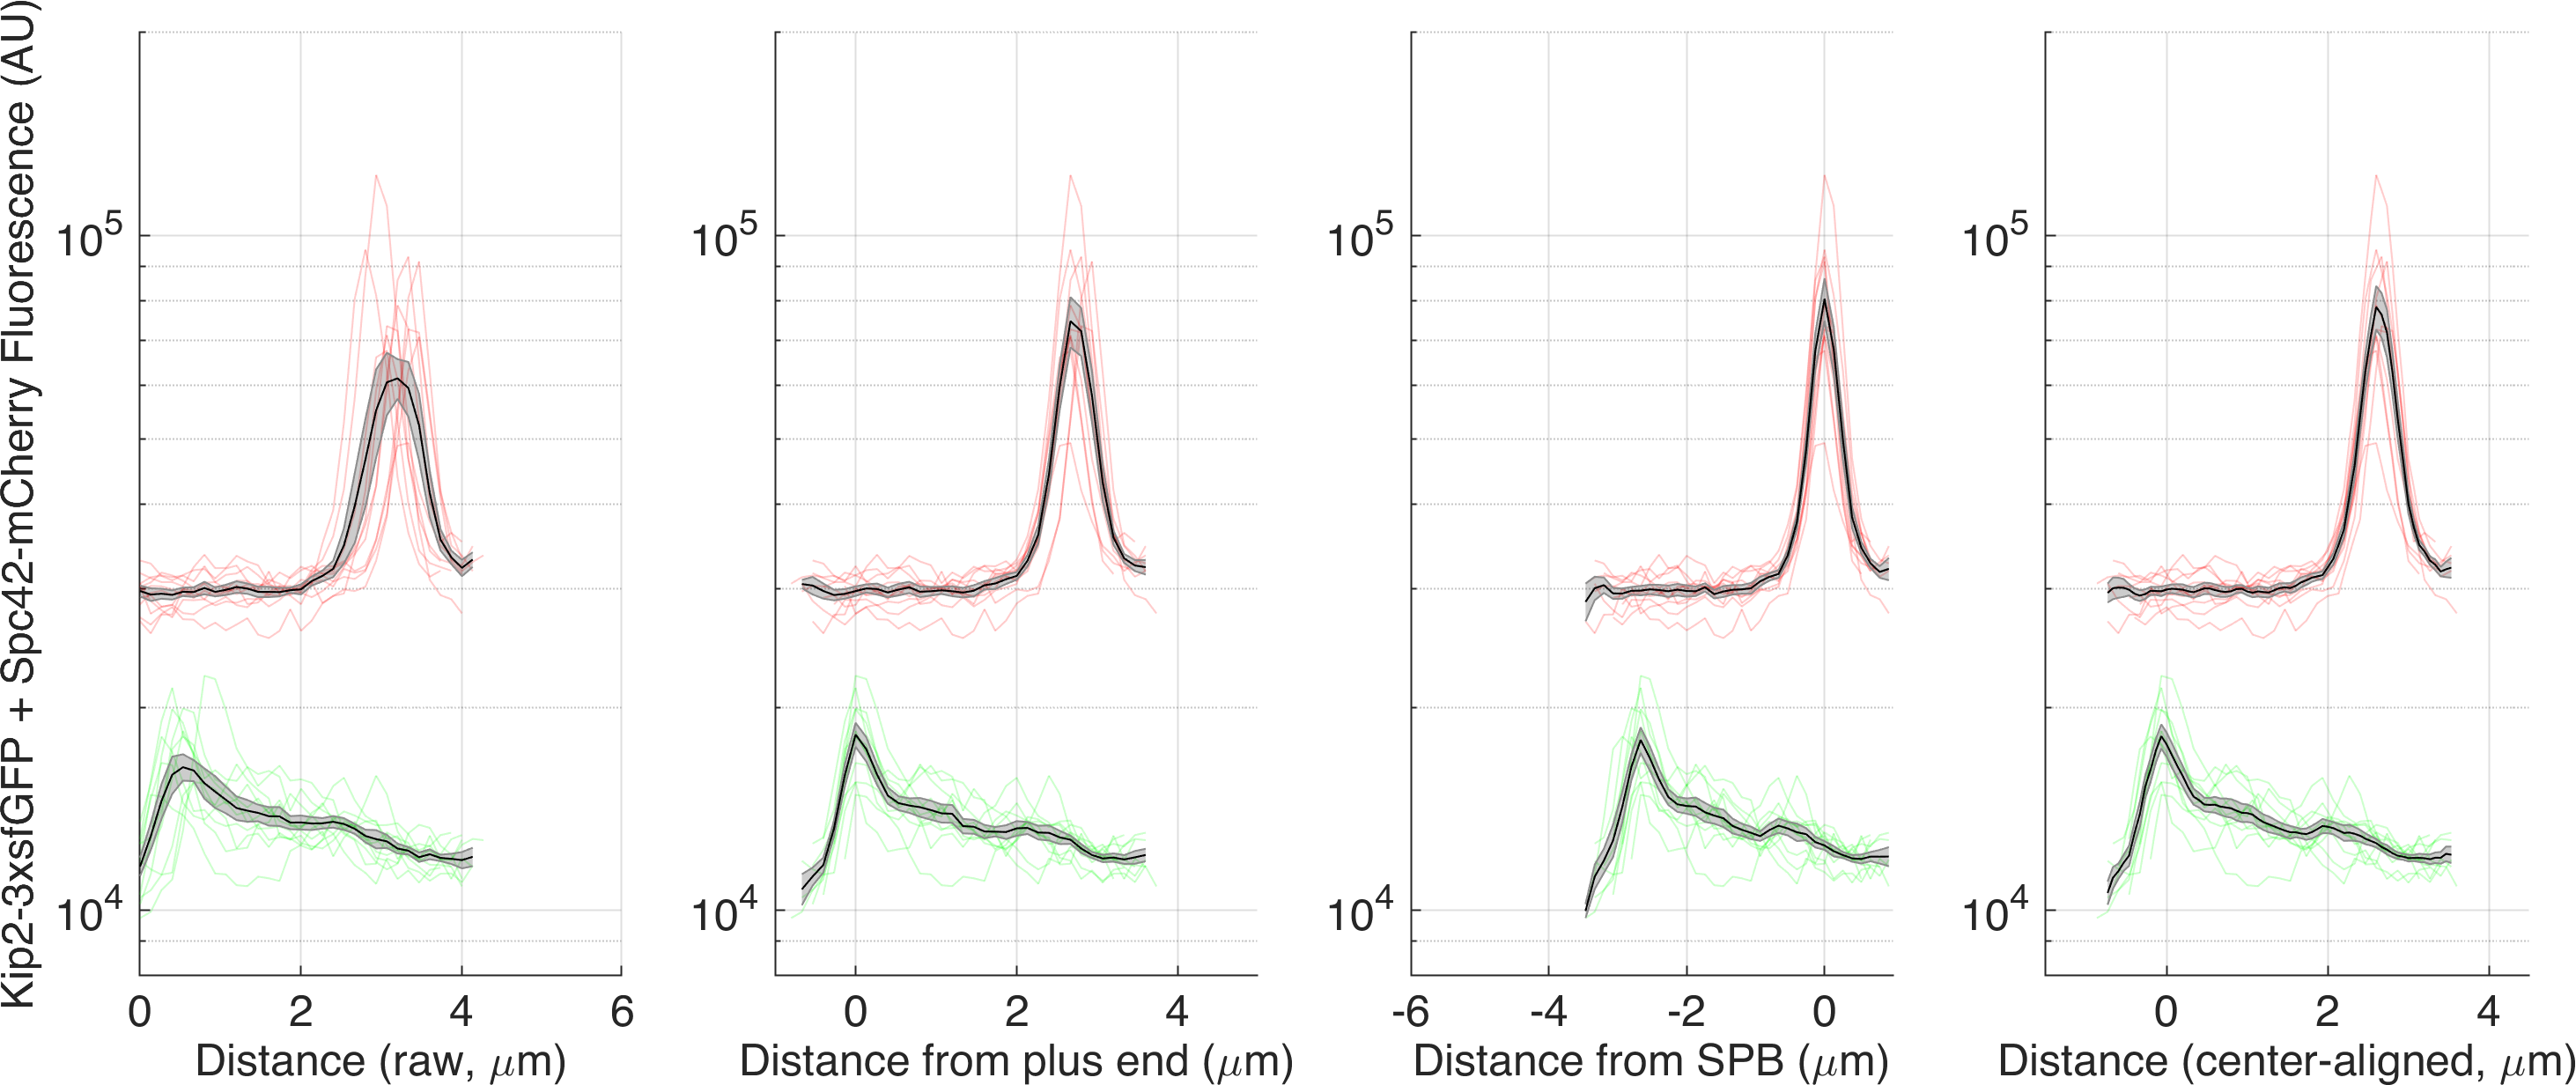 Kip2-3xsfGFP + Spc42-mCherry Fluorescence (AU)
10^5
10^4
0 2 4 6
Distance (raw, μm)
10^5
10^4
0 2 4
Distance from plus end (μm)
10^5
10^4
-6 -4 -2 0
Distance from SPB (μm)
10^5
10^4
0 2 4
Distance (center-aligned, μm)